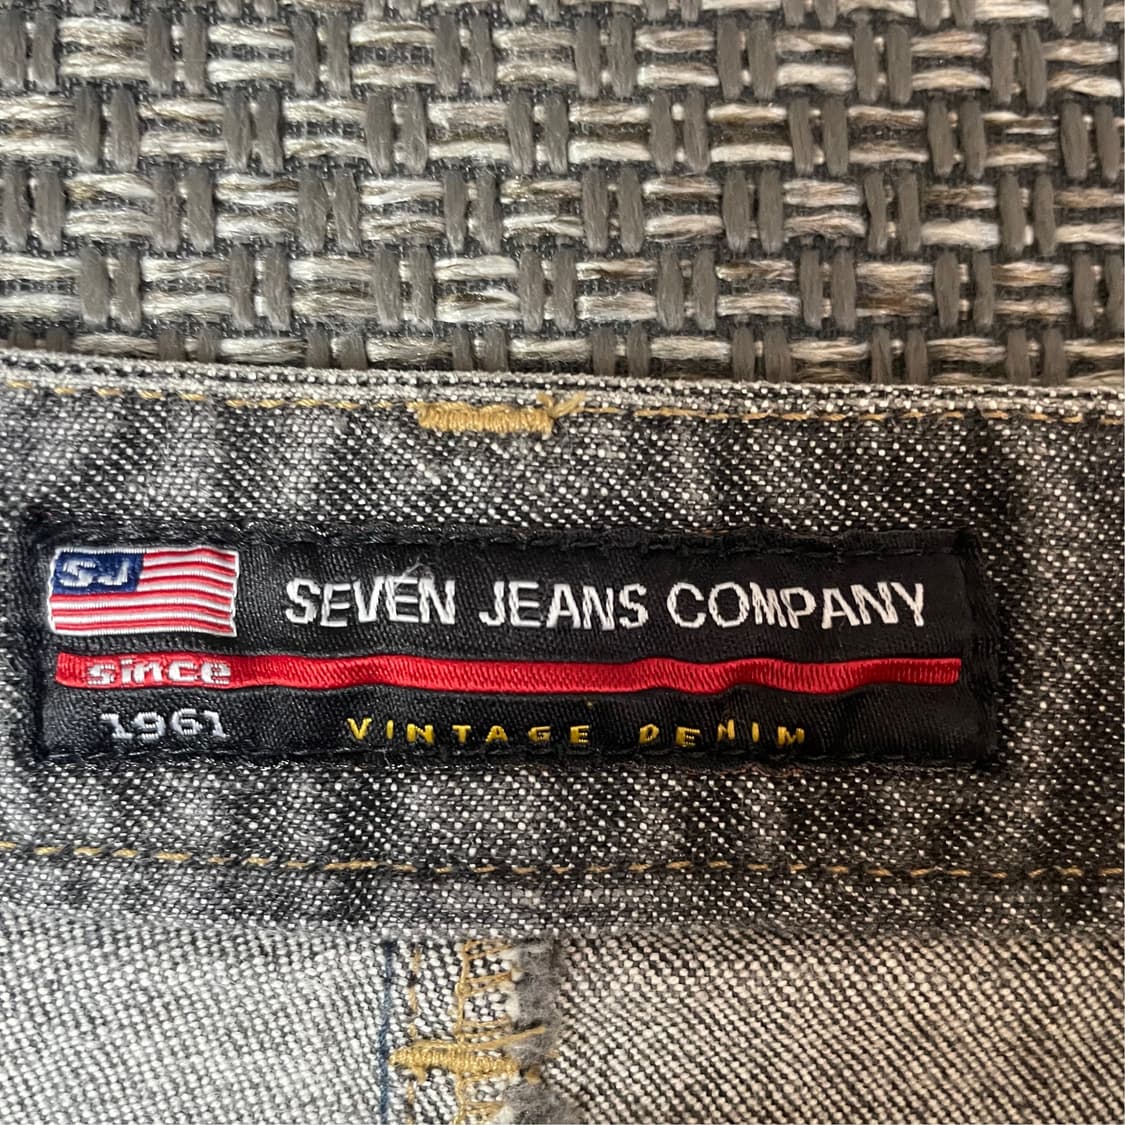 SJ
SEVEN JEANS COMPANY
since
1961
VINTAGE DENIM